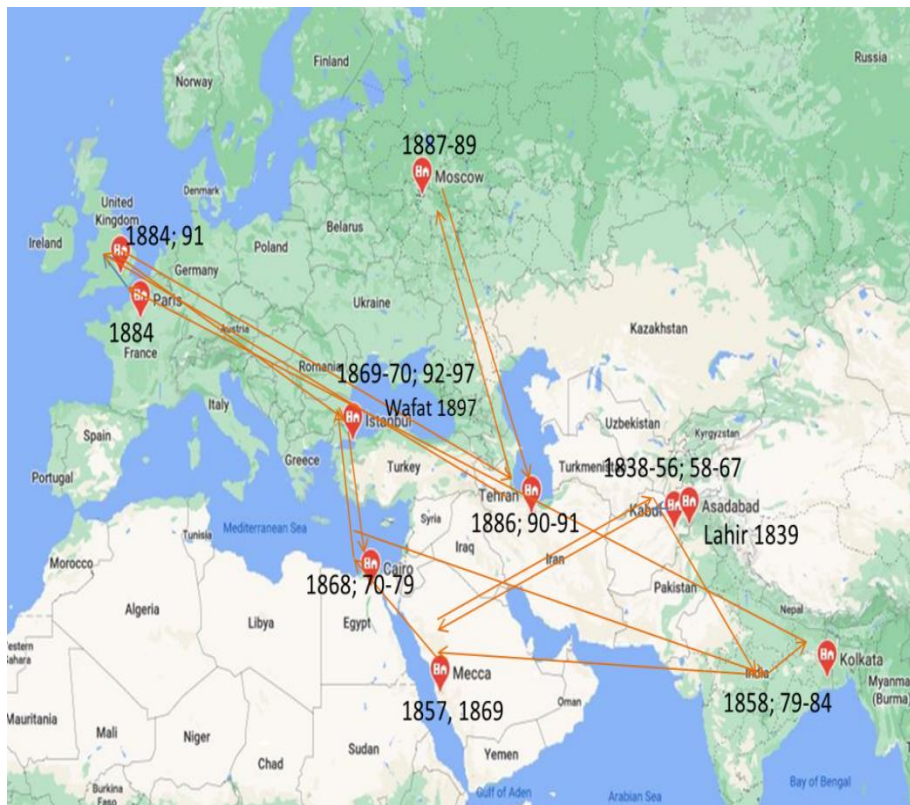 Finland
Norway
Russia
1887-89
Moscow
Denmark
United
Kingdom
Ireland
1884; 91
Belarus
Poland
Germany
Paris
Ukraine
1884
Austria
France
Kazakhstan
Romania
1869-70; 92-97
Wafat 1897
Istanbul
Italy
Uzbekistan
Kyrgyzstan
Spain
Portugal
Greece
Turkey
Turkmenistan
1838-56; 58-67
Tehran
Kabul
Asadabad
Syria
1886; 90-91
Lahir 1839
Tunisia
Mediterranean Sea
Iraq
Iran
Morocco
Cairo
1868; 70-79
Pakistan
Algeria
Libya
Egypt
Nepal
Western
Sahara
India
Kolkata
Mecca
Myanmar
(Burma)
Oman
1858; 79-84
1857, 1869
Mauritania
Mali
Niger
Sudan
Chad
Yemen
Burkina
Faso
Gulf of Aden
Arabian Sea
Bay of Bengal